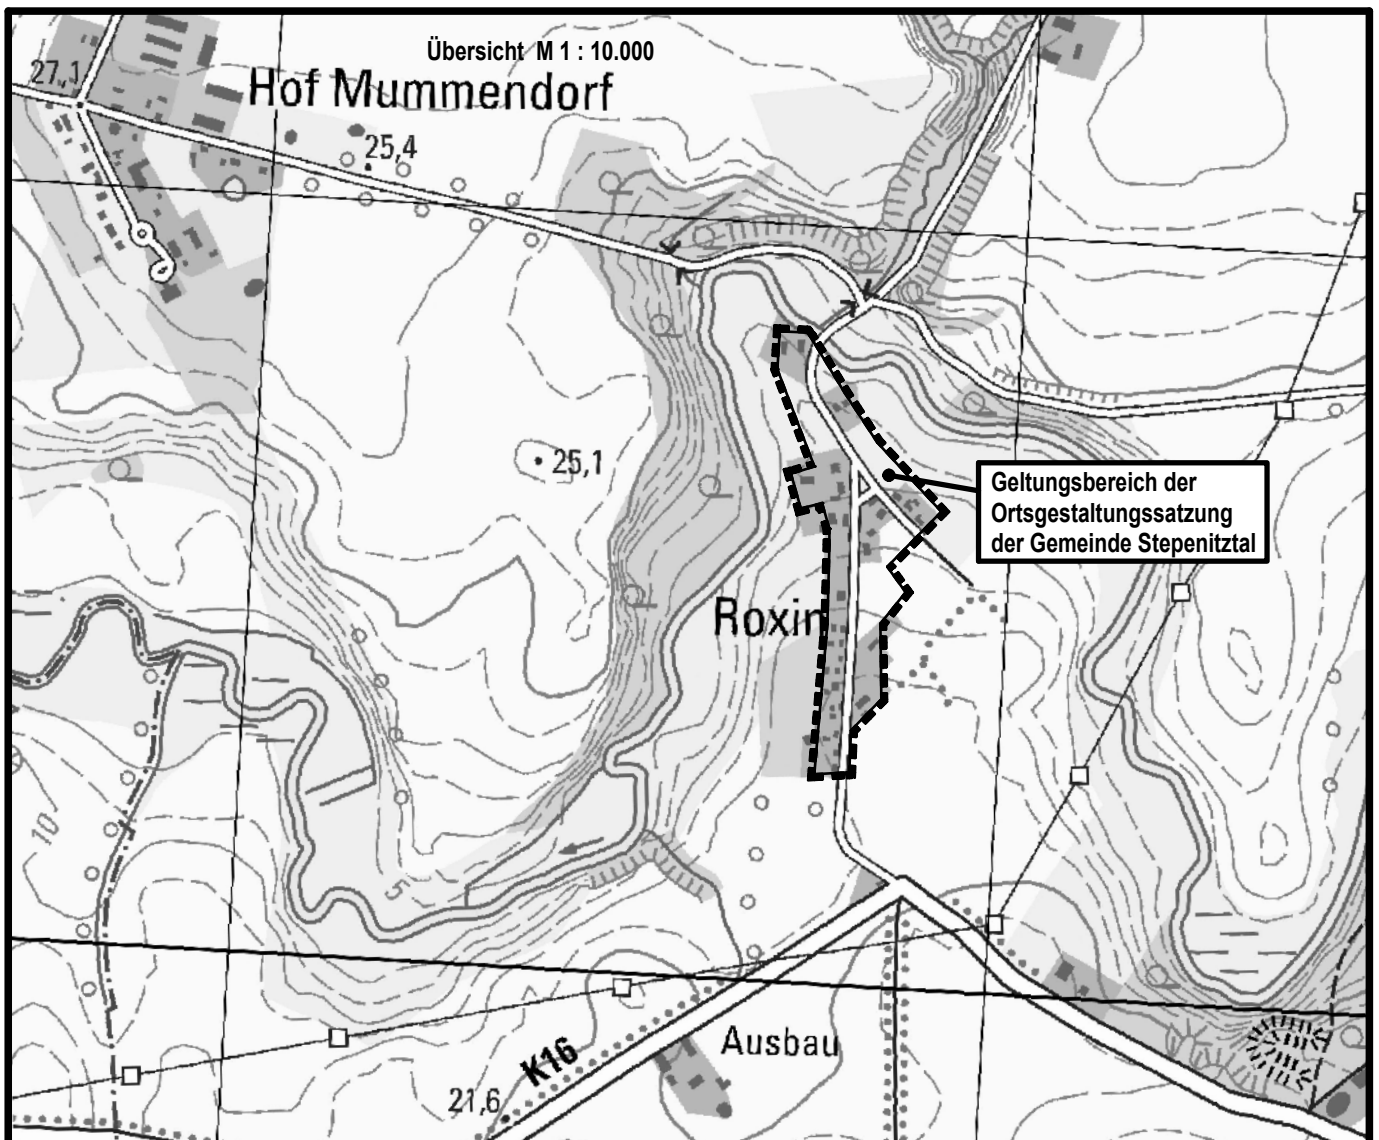 Übersicht M 1 : 10.000
Hof Mummendorf
27,1
25,4
25,1
Geltungsbereich der
Ortsgestaltungssatzung
der Gemeinde Stepenitztal
Roxin
10
5
Ausbau
K16
21,6